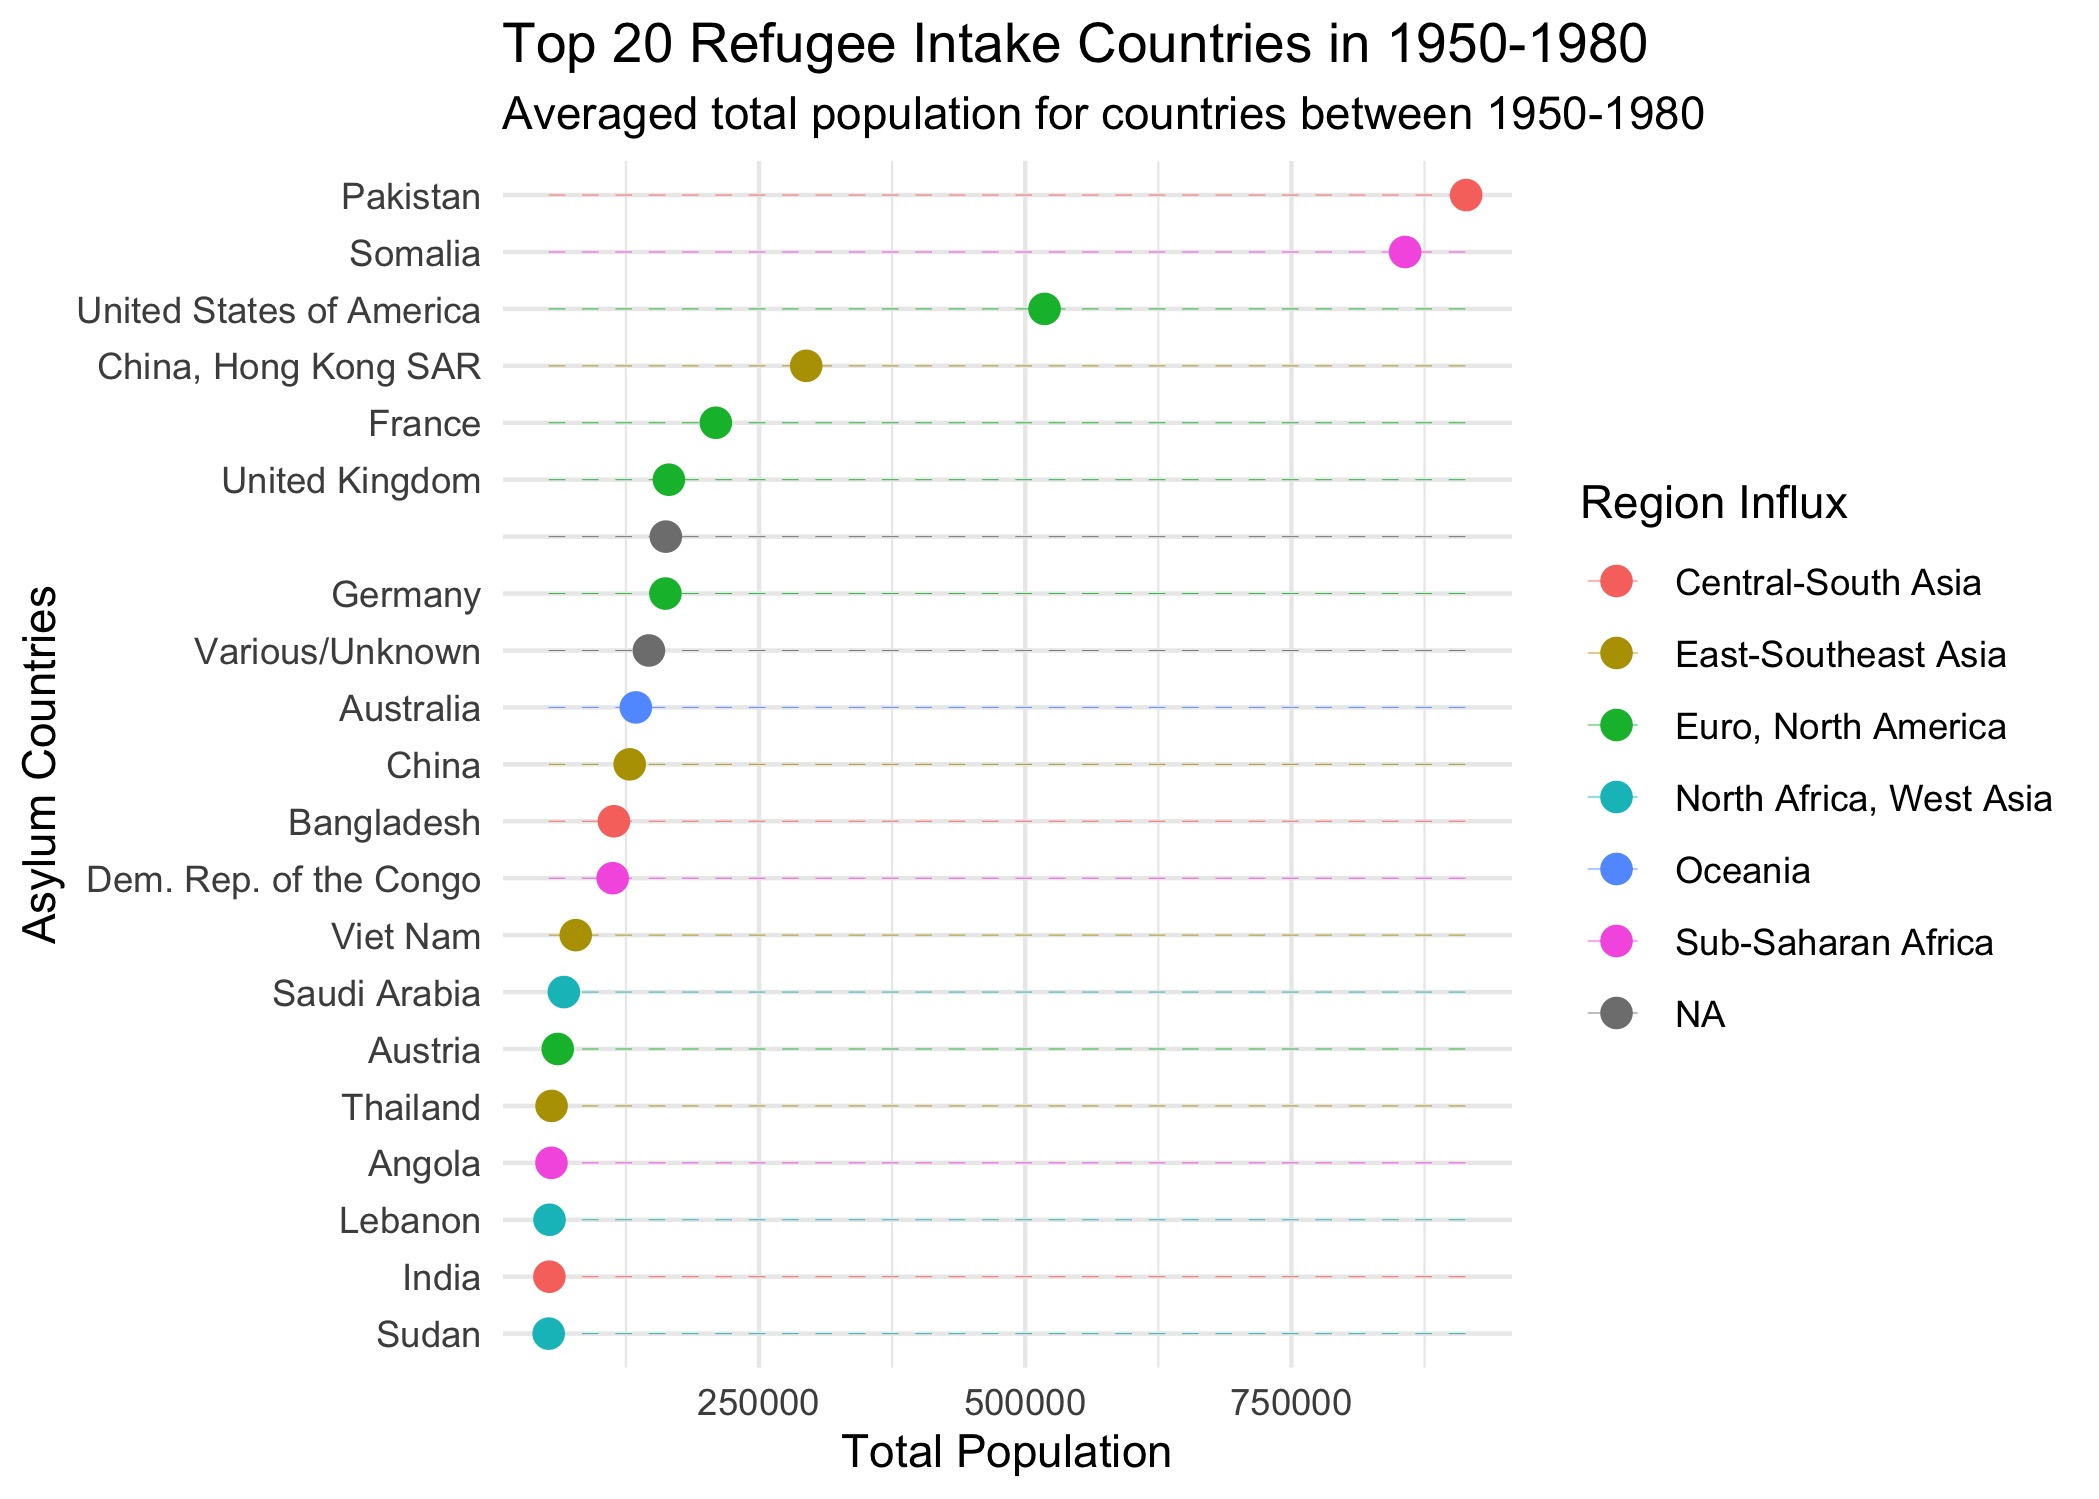 Top 20 Refugee Intake Countries in 1950-1980
Averaged total population for countries between 1950-1980
Asylum Countries
Pakistan
Somalia
United States of America
China, Hong Kong SAR
France
United Kingdom
Germany
Various/Unknown
Australia
China
Bangladesh
Dem. Rep. of the Congo
Viet Nam
Saudi Arabia
Austria
Thailand
Angola
Lebanon
India
Sudan
250000
500000
750000
Total Population
Region Influx
Central-South Asia
East-Southeast Asia
Euro, North America
North Africa, West Asia
Oceania
Sub-Saharan Africa
NA